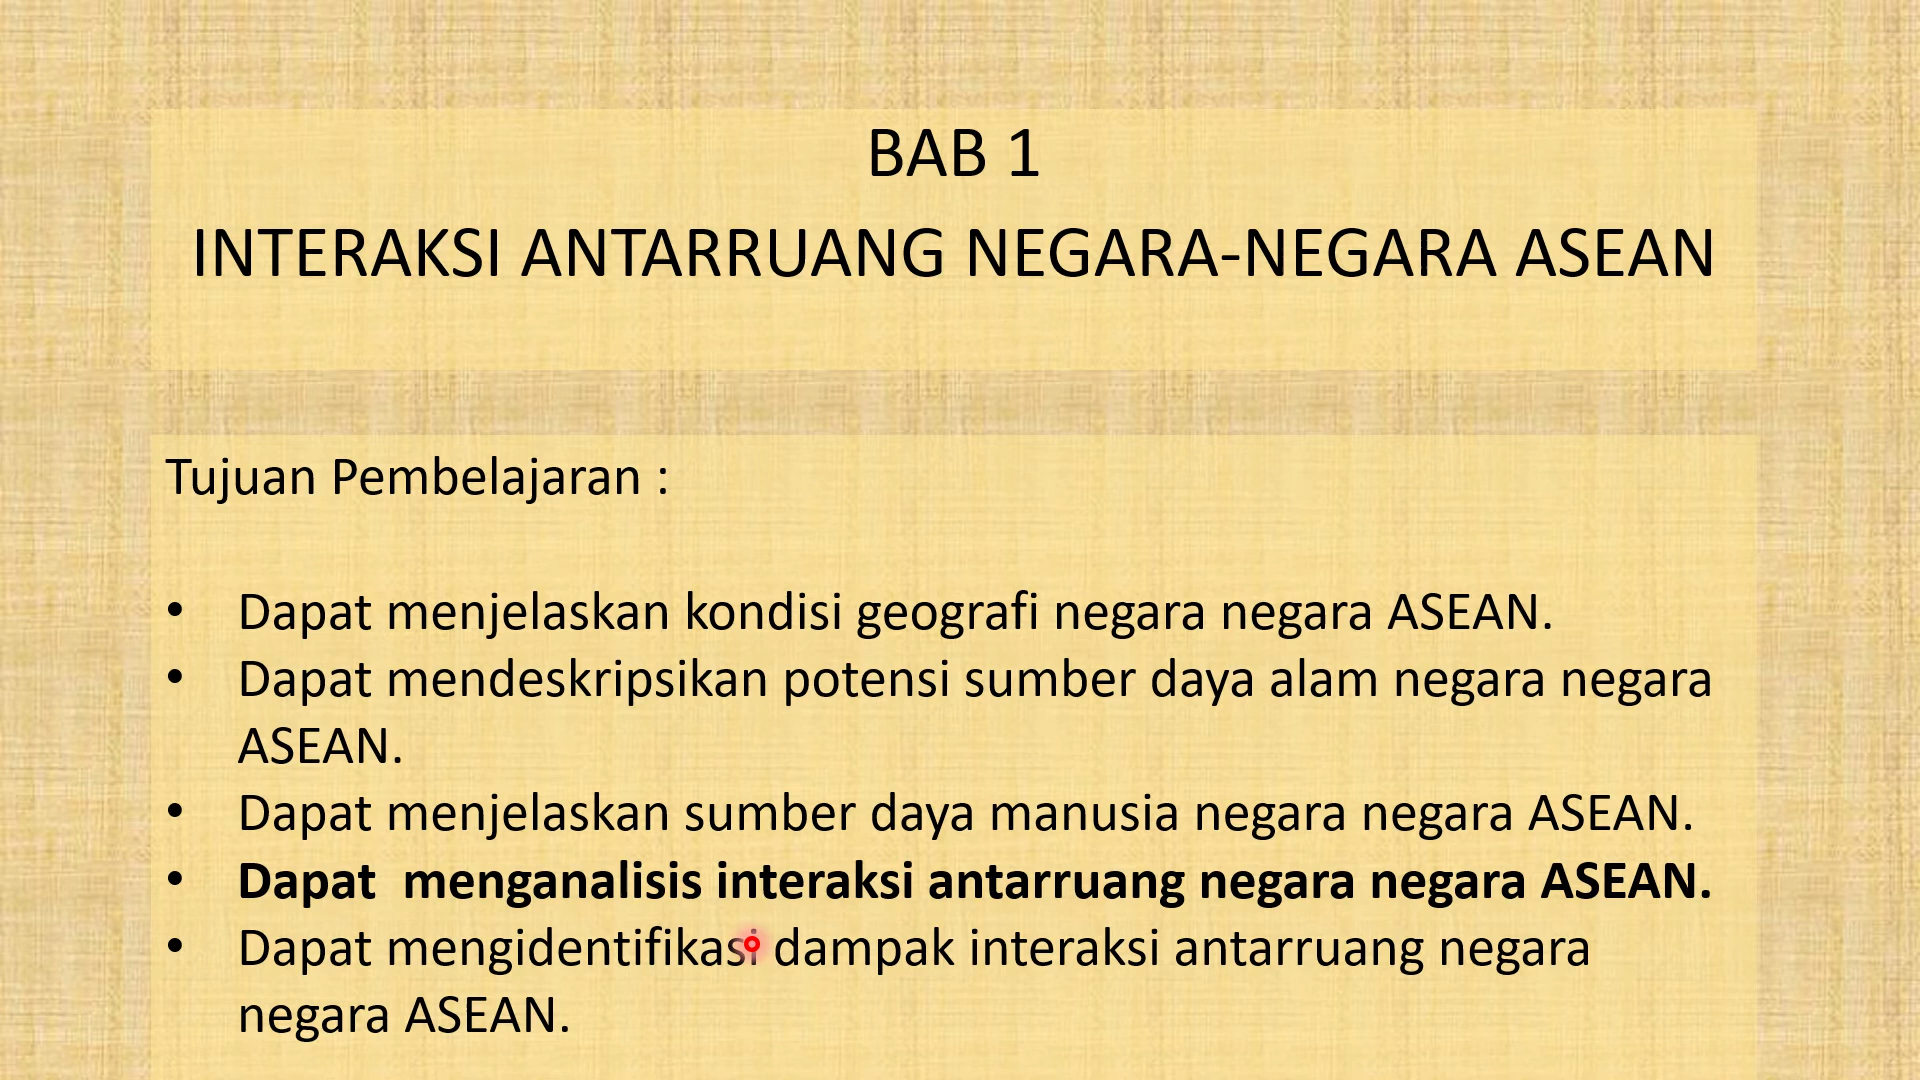 BAB 1
INTERAKSI ANTARRUANG NEGARA-NEGARA ASEAN
Tujuan Pembelajaran :
• Dapat menjelaskan kondisi geografi negara negara ASEAN.
• Dapat mendeskripsikan potensi sumber daya alam negara negara
ASEAN.
• Dapat menjelaskan sumber daya manusia negara negara ASEAN.
• Dapat  menganalisis interaksi antarruang negara negara ASEAN.
• Dapat mengidentifikasi dampak interaksi antarruang negara
negara ASEAN.